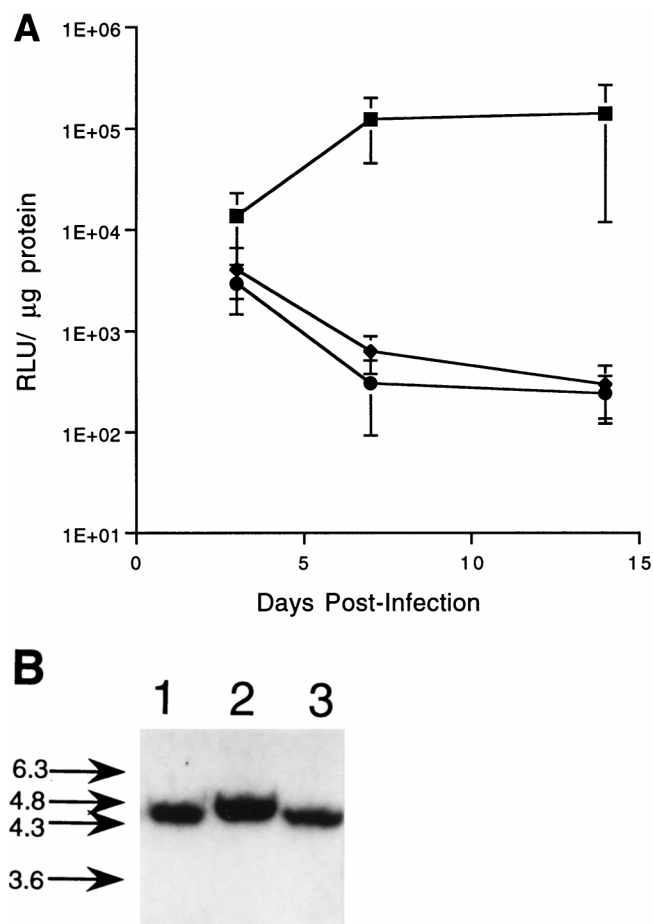 A
1E+06
1E+05
1E+04
1E+03
1E+02
1E+01
RLU/ μg protein
0 5 10 15
Days Post-Infection
B
1 2 3
6.3
4.8
4.3
3.6